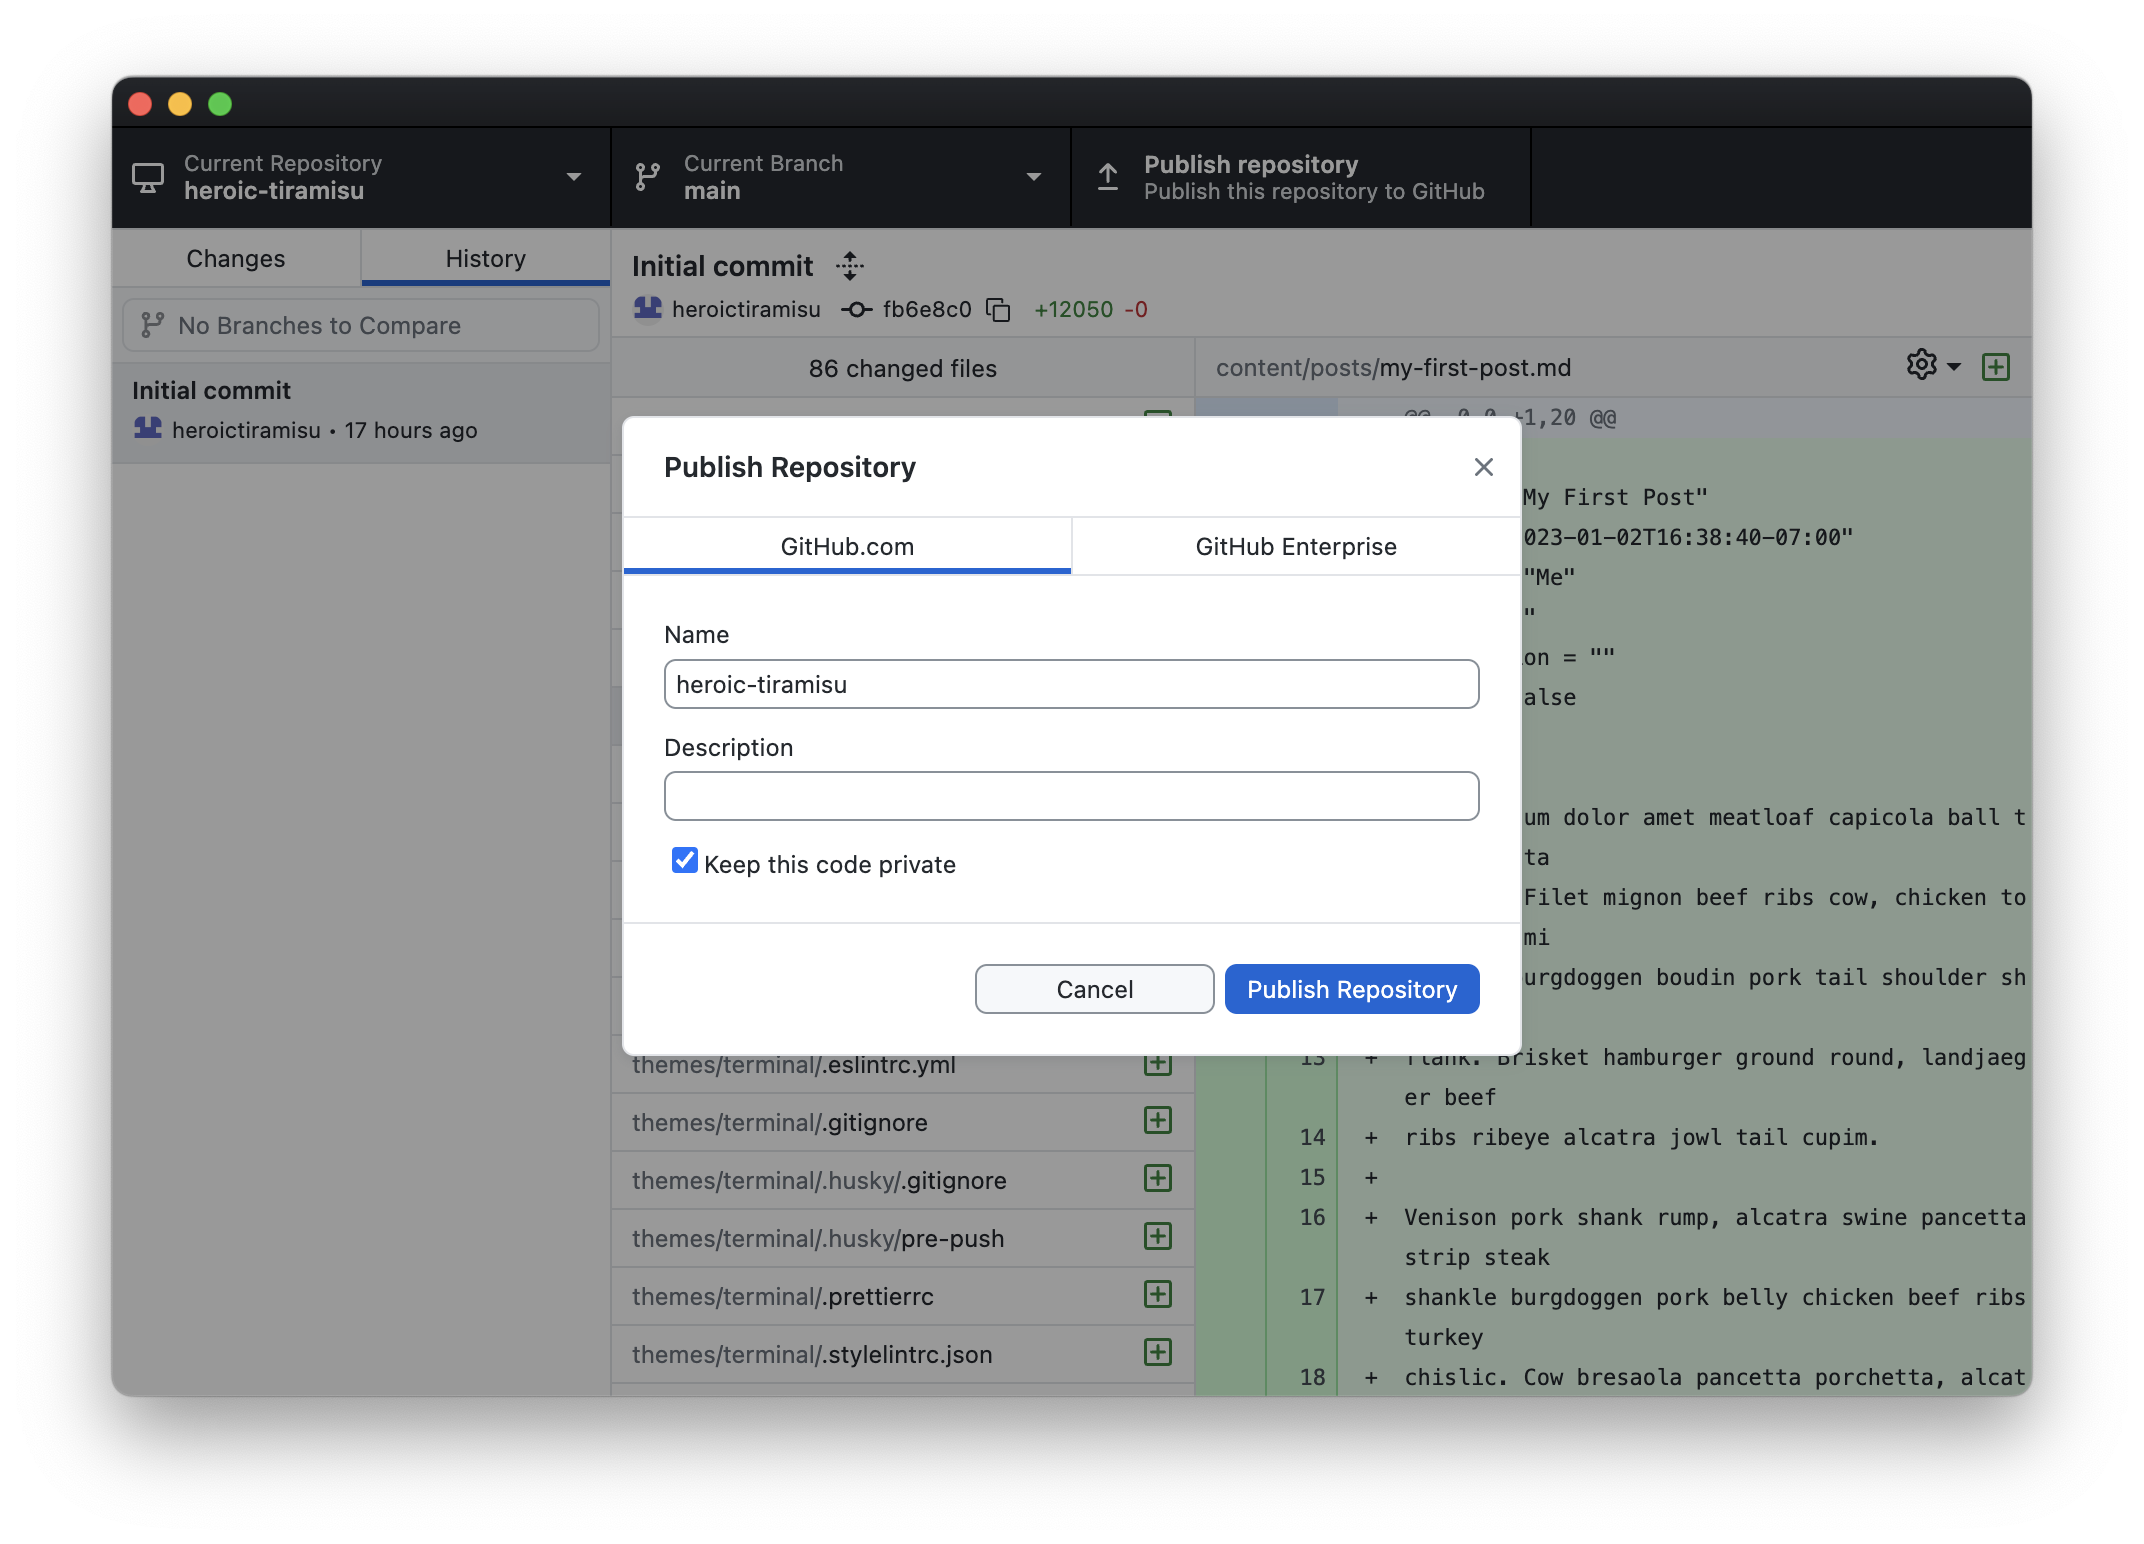 Current Repository
heroic-tiramisu
Current Branch
main
Publish repository
Publish this repository to GitHub
Changes
History
No Branches to Compare
Initial commit
heroictiramisu • 17 hours ago
Initial commit
heroictiramisu fb6e8c0 +12050 -0
86 changed files
content/posts/my-first-post.md
Publish Repository
GitHub.com
GitHub Enterprise
Name
heroic-tiramisu
Description
Keep this code private
Cancel
Publish Repository
themes/terminal/.eslintrc.yml
themes/terminal/.gitignore
themes/terminal/.husky/.gitignore
themes/terminal/.husky/pre-push
themes/terminal/.prettierrc
themes/terminal/.stylelintrc.json
+1,20 @@
My First Post"
023-01-02T16:38:40-07:00"
"Me"
"
on = ""
alse
um dolor amet meatloaf capicola ball t
ta
Filet mignon beef ribs cow, chicken to
mi
urgdoggen boudin pork tail shoulder sh
13 + flank. Brisket hamburger ground round, landjaeg
er beef
14 + ribs ribeye alcatra jowl tail cupim.
15 +
16 + Venison pork shank rump, alcatra swine pancetta
strip steak
17 + shankle burgdoggen pork belly chicken beef ribs
turkey
18 + chislic. Cow bresaola pancetta porchetta, alcat